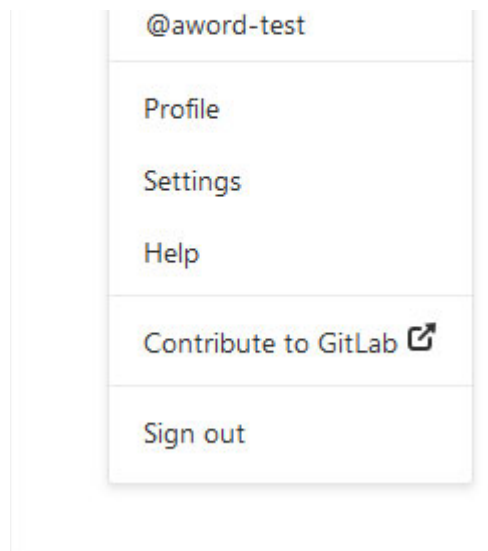 @aword-test
Profile
Settings
Help
Contribute to GitLab
Sign out